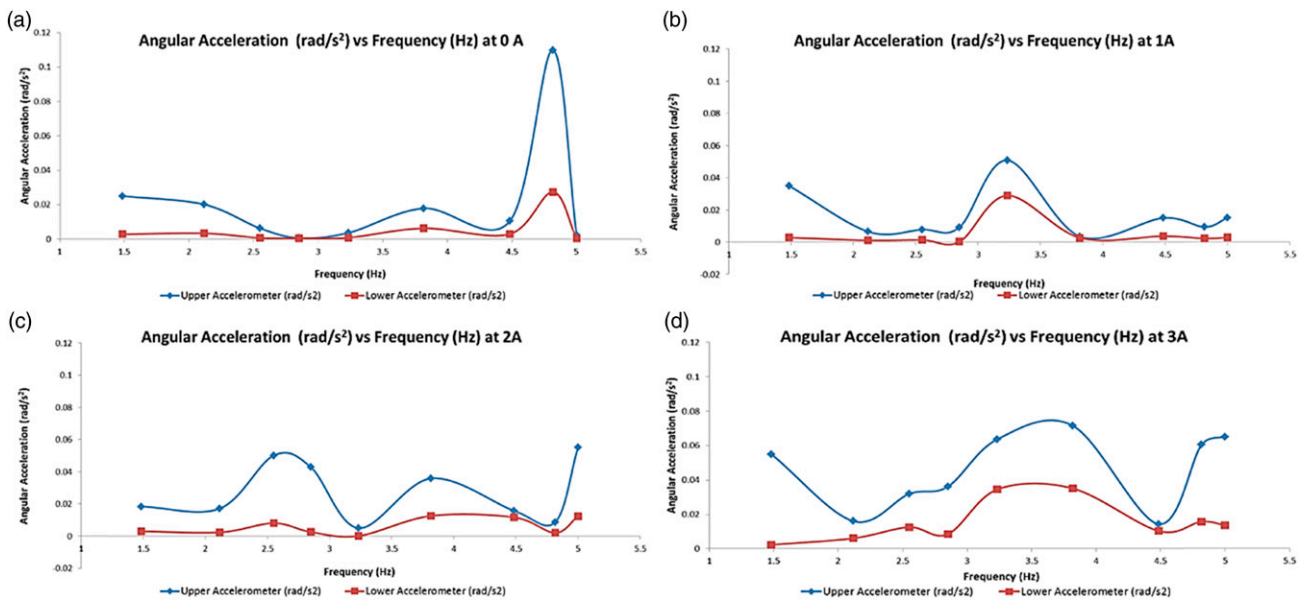 (a)
Angular Acceleration (rad/s²) vs Frequency (Hz) at 0 A
Angular Acceleration (rad/s²)
0.12
0.1
0.08
0.06
0.04
0.02
0
1 1.5 2 2.5 3 3.5 4 4.5 5 5.5
Frequency (Hz)
Upper Accelerometer (rad/s2) Lower Accelerometer (rad/s2)
(b)
Angular Acceleration (rad/s²) vs Frequency (Hz) at 1A
Angular Acceleration (rad/s²)
0.12
0.1
0.08
0.06
0.04
0.02
0
-0.02
1 1.5 2 2.5 3 3.5 4 4.5 5 5.5
Frequency (Hz)
Upper Accelerometer (rad/s2) Lower Accelerometer (rad/s2)
(c)
Angular Acceleration (rad/s²) vs Frequency (Hz) at 2A
Angular Acceleration (rad/s²)
0.12
0.1
0.08
0.06
0.04
0.02
0
-0.02
1 1.5 2 2.5 3 3.5 4 4.5 5 5.5
Frequency (Hz)
Upper Accelerometer (rad/s2) Lower Accelerometer (rad/s2)
(d)
Angular Acceleration (rad/s²) vs Frequency (Hz) at 3A
Angular Acceleration (rad/s²)
0.12
0.1
0.08
0.06
0.04
0.02
0
1 1.5 2 2.5 3 3.5 4 4.5 5 5.5
Frequency (Hz)
Upper Accelerometer (rad/s2) Lower Accelerometer (rad/s2)